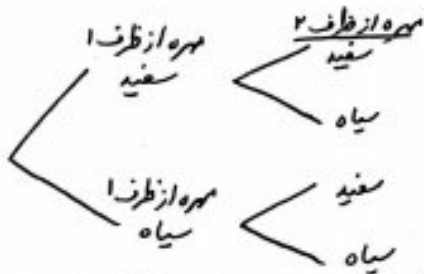 مهره از ظرف ۱
سفید
مهره از ظرف ۲
سفید
سیاه
مهره از ظرف ۱
سیاه
سفید
سیاه